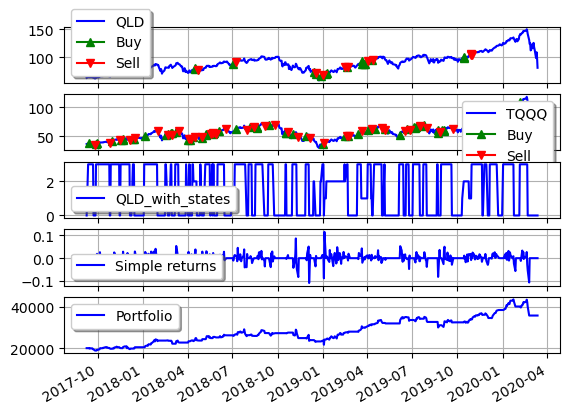 QLD
Buy
Sell
150
100
TQQQ
Buy
Sell
100
50
QLD_with_states
2
0
Simple returns
0.1
0.0
−0.1
Portfolio
40000
20000
2017-10
2018-01
2018-04
2018-07
2018-10
2019-01
2019-04
2019-07
2019-10
2020-01
2020-04